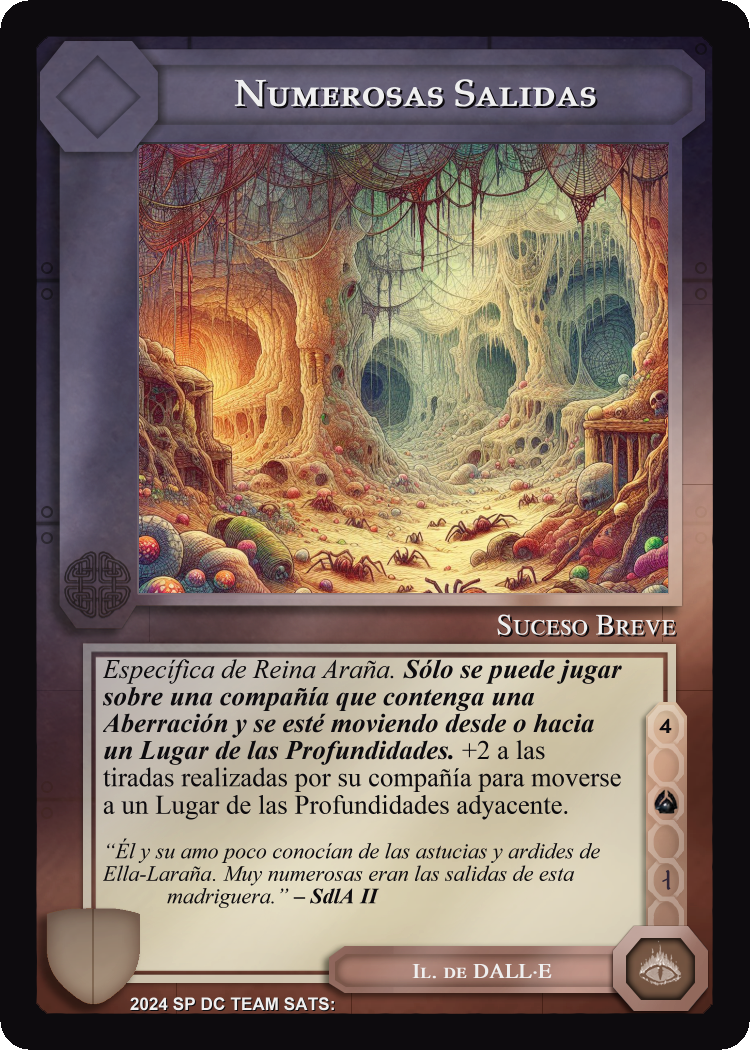 Numerosas Salidas
Suceso Breve
Específica de Reina Araña. Sólo se puede jugar
sobre una compañía que contenga una
Aberración y se esté moviendo desde o hacia
un Lugar de las Profundidades. +2 a las
tiradas realizadas por su compañía para moverse
a un Lugar de las Profundidades adyacente.
4
“Él y su amo poco conocían de las astucias y ardides de
Ella-Laraña. Muy numerosas eran las salidas de esta
madriguera.” – SdlA II
Il. de DALL·E
2024 SP DC TEAM SATS: